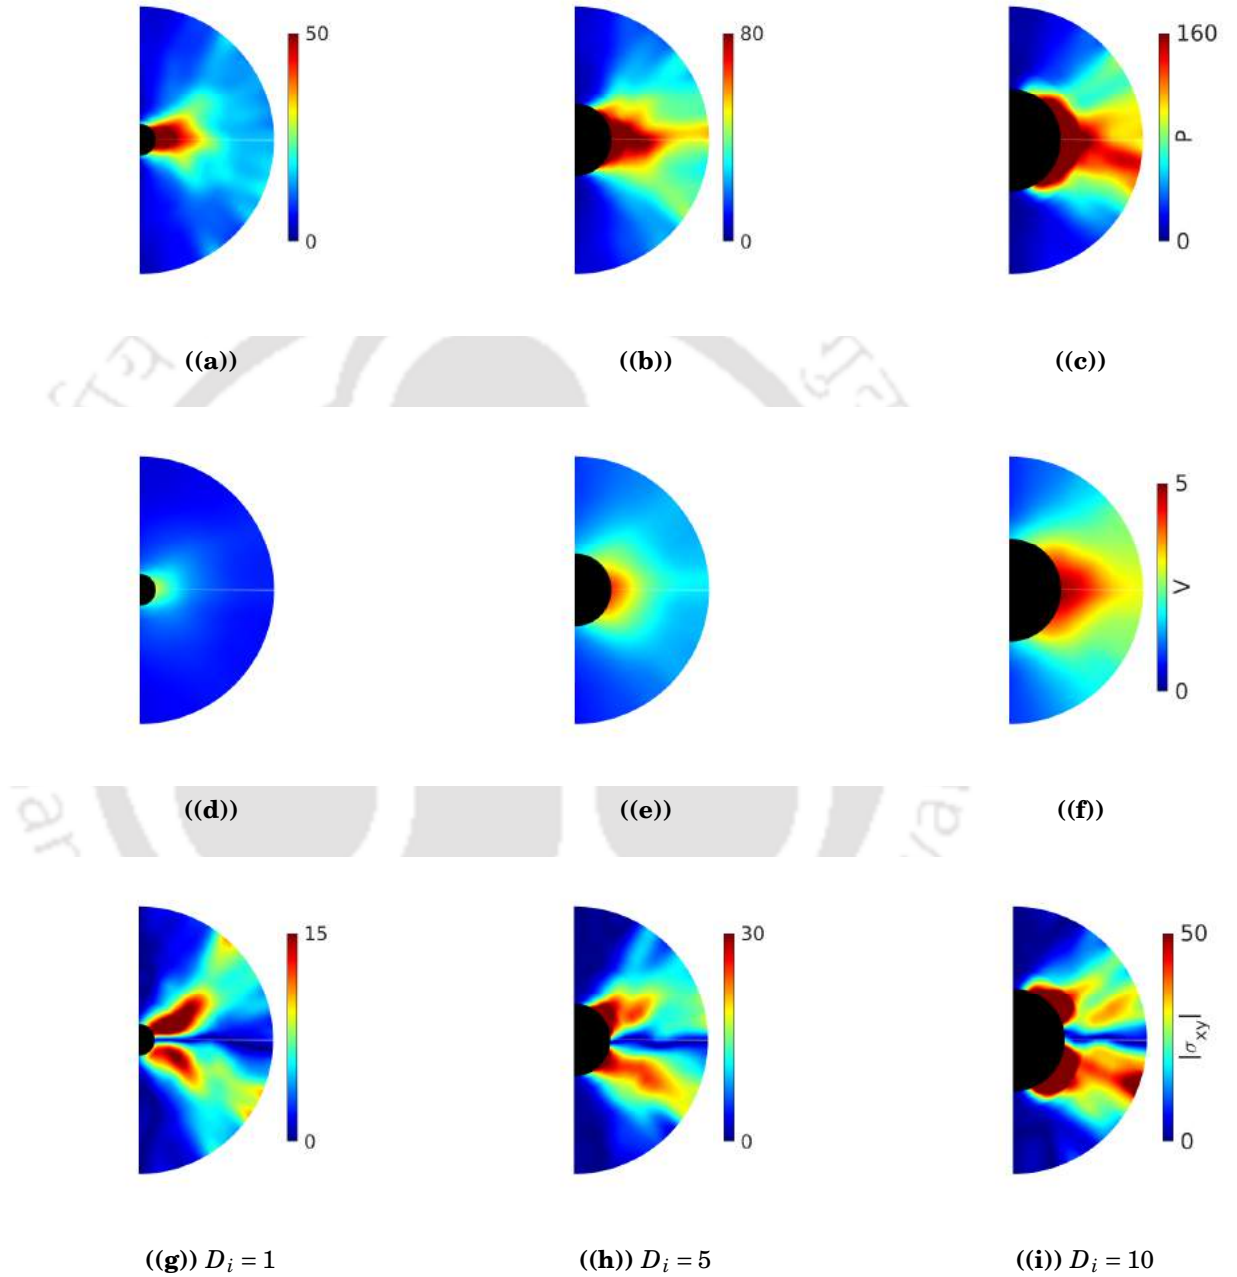 50
0
80
0
160
P
0
((a))
((b))
((c))
5
V
0
((d))
((e))
((f))
15
0
30
0
50
|σxy|
0
((g)) Di = 1
((h)) Di = 5
((i)) Di = 10